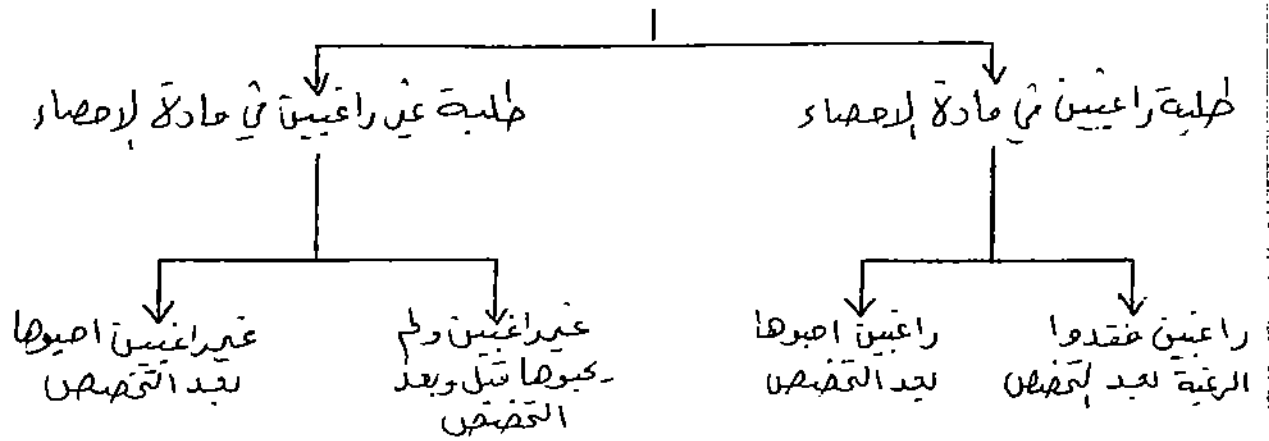 طلبة راغبين في مادة الاحصاء
طلبة غير راغبين في مادة الاحصاء
راغبين فقدوا
الرغبة بعد التخصص
راغبين احبوها
بعد التخصص
غير راغبين ولم
يحبوها قبل وبعد
التخصص
غير راغبين احبوها
بعد التخصص